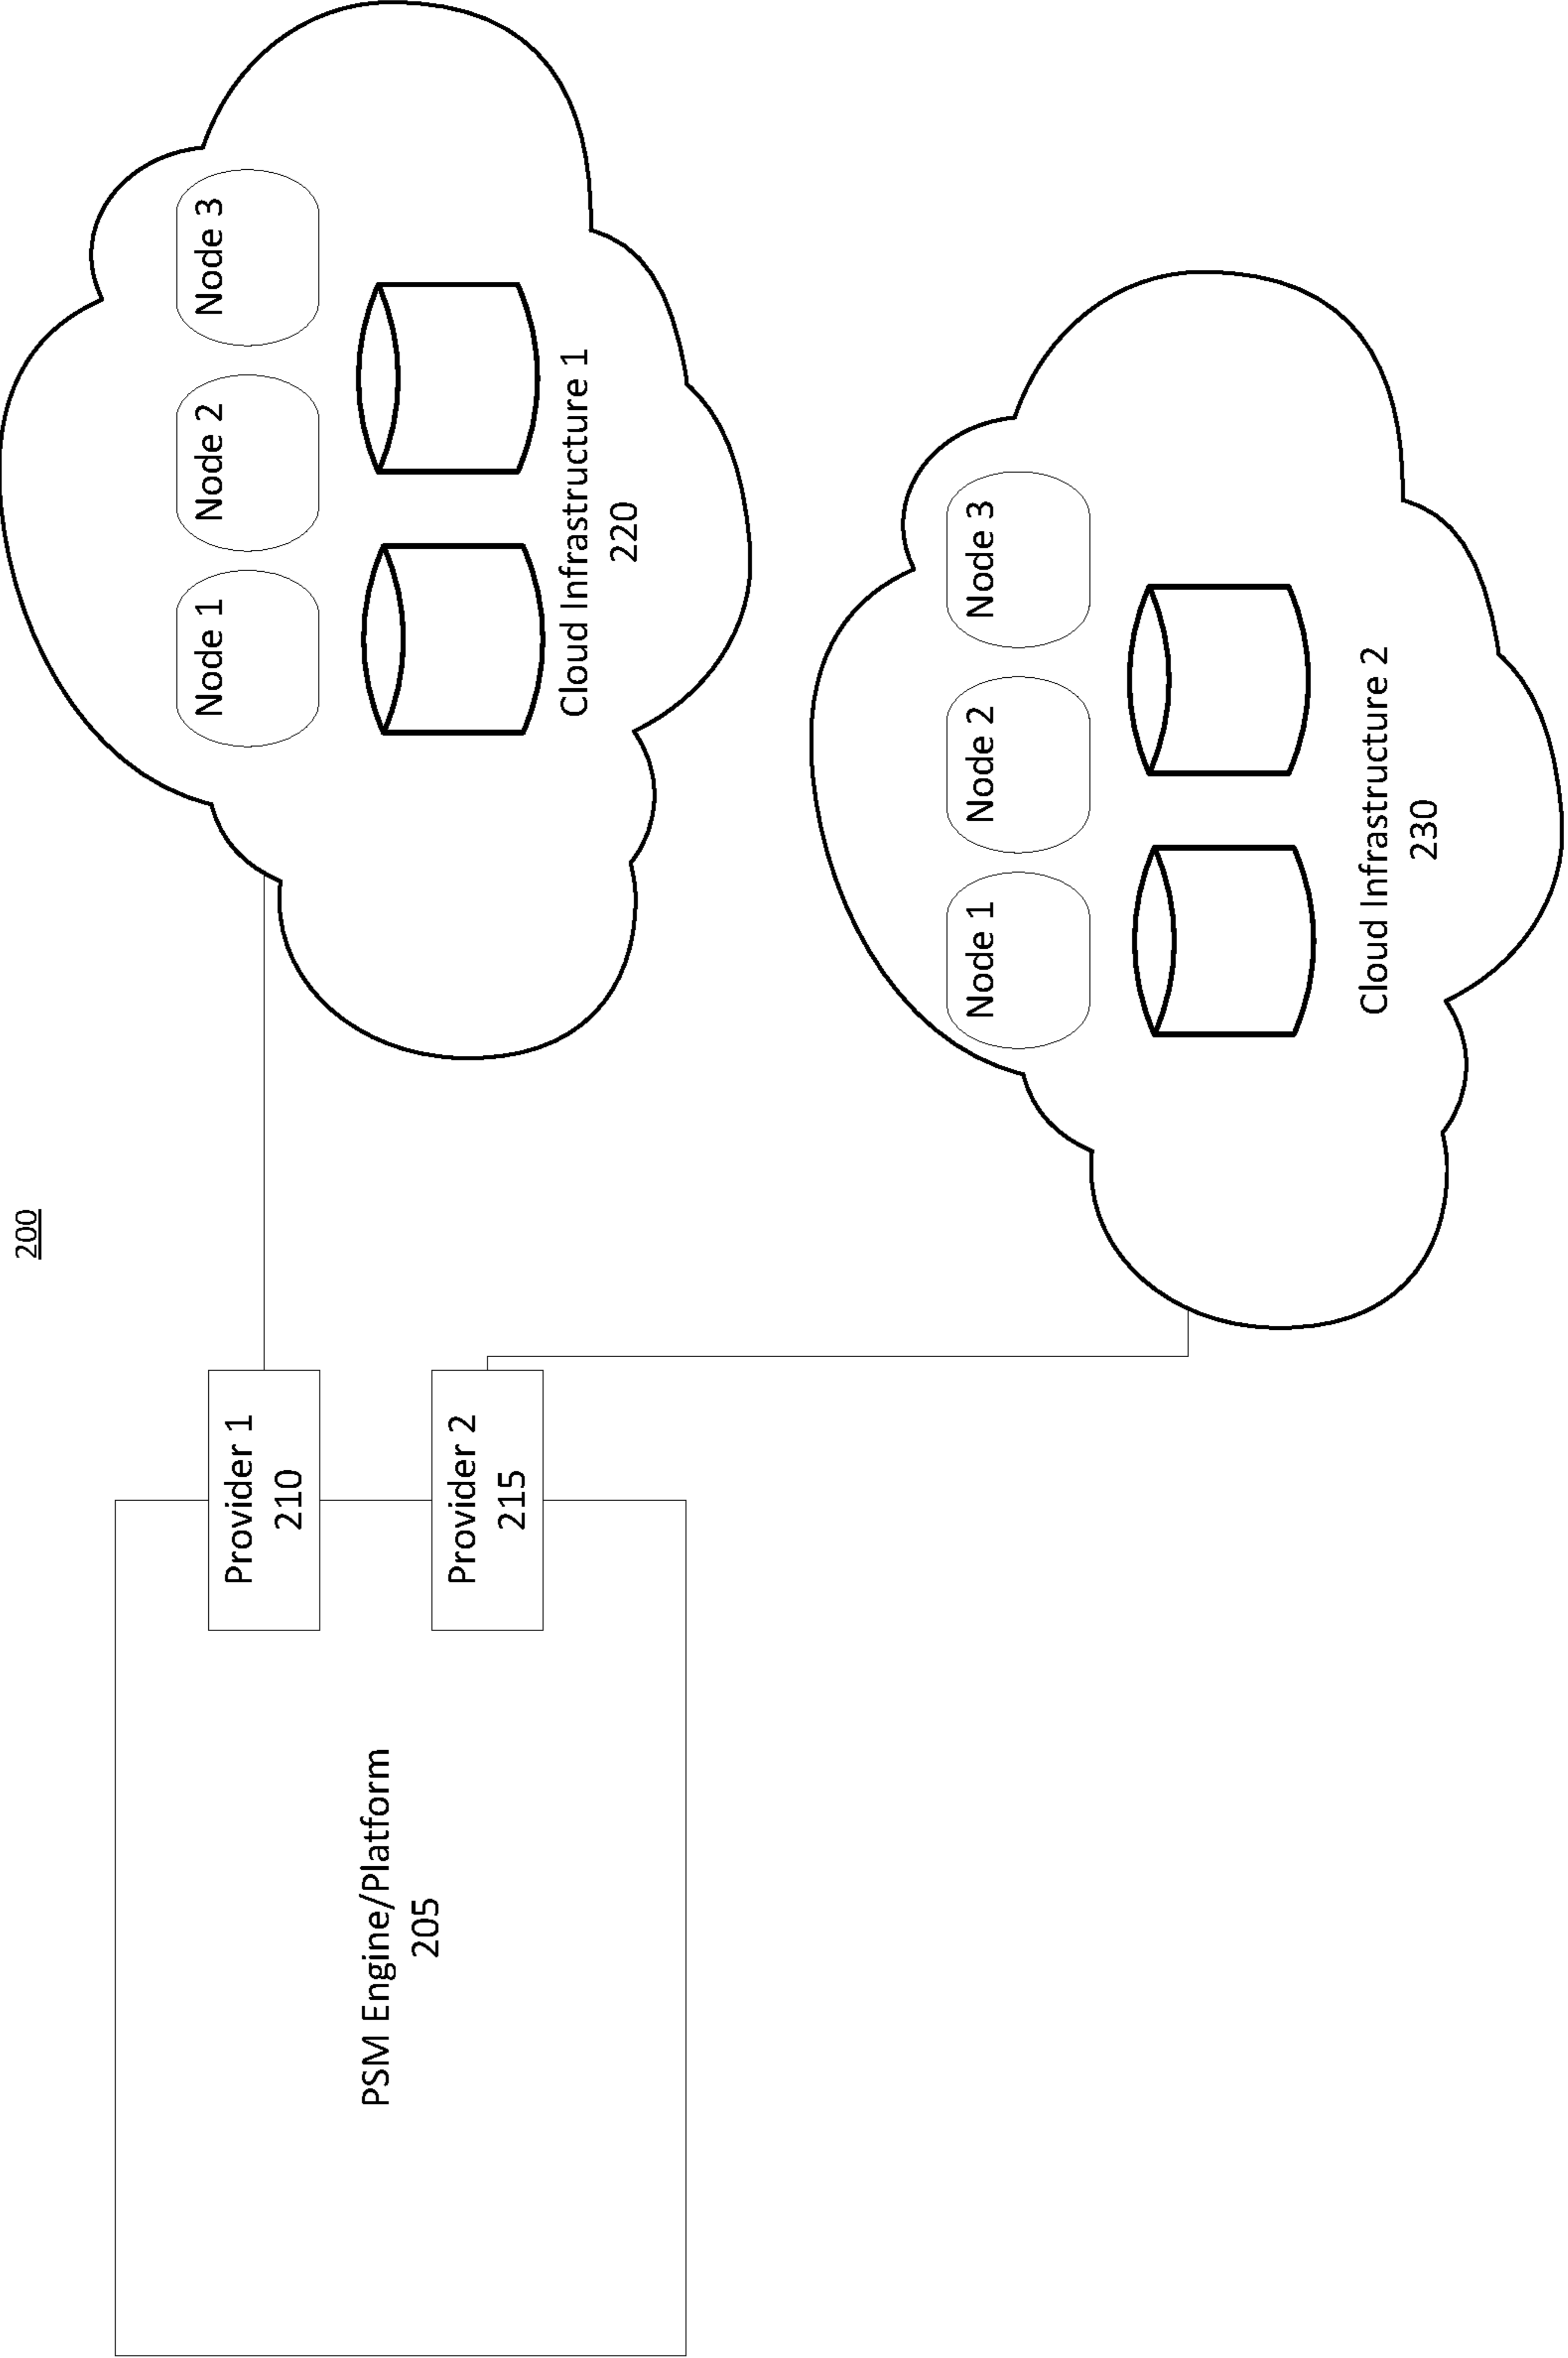 200
PSM Engine/Platform
205
Provider 1
210
Provider 2
215
Node 1
Node 2
Node 3
Cloud Infrastructure 1
220
Node 1
Node 2
Node 3
Cloud Infrastructure 2
230